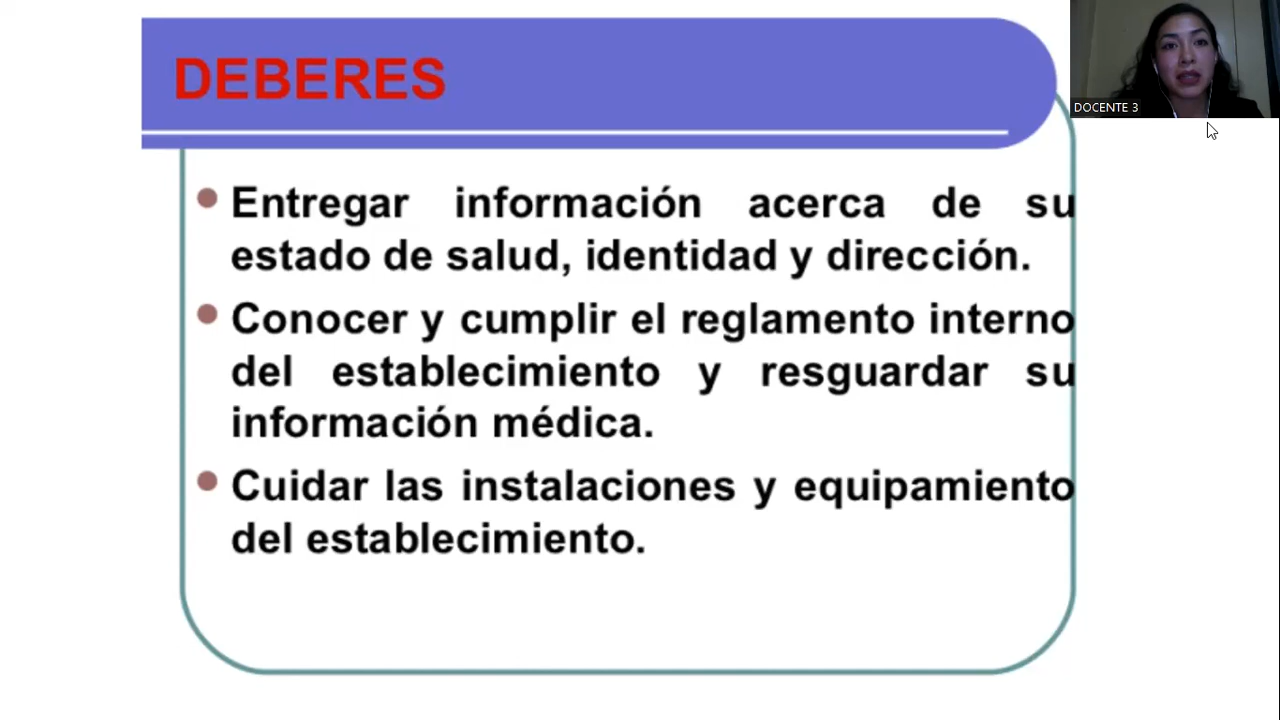 DEBERES
DOCENTE 3
Entregar información acerca de su
estado de salud, identidad y dirección.
Conocer y cumplir el reglamento interno
del establecimiento y resguardar su
información médica.
Cuidar las instalaciones y equipamiento
del establecimiento.